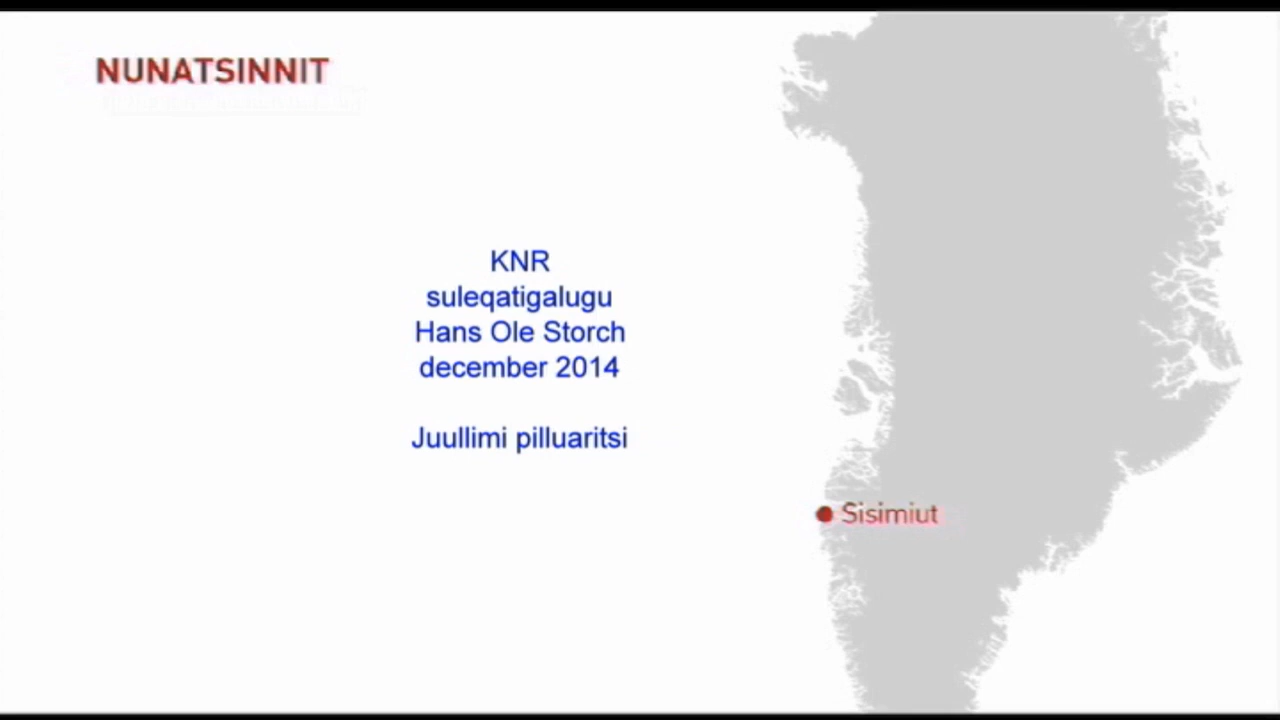 NUNATSINNIT
KNR
suleqatigalugu
Hans Ole Storch
december 2014
Juullimi pilluaritsi
Sisimiut